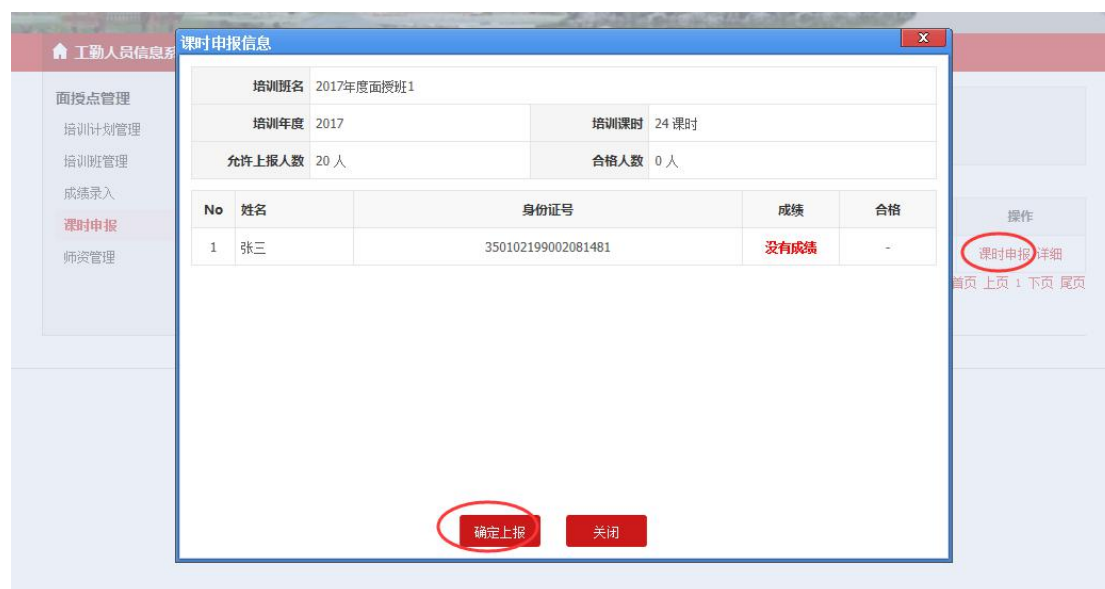 工勤人员信息系
面授点管理
培训计划管理
培训班管理
成绩录入
课时申报
师资管理
课时申报信息
X
培训班名 2017年度面授班1
培训年度 2017 培训课时 24 课时
允许上报人数 20 人 合格人数 0 人
No 姓名 身份证号 成绩 合格
1 张三 350102199002081481 没有成绩 -
确定上报 关闭
操作
课时申报 详细
首页 上页 1 下页 尾页